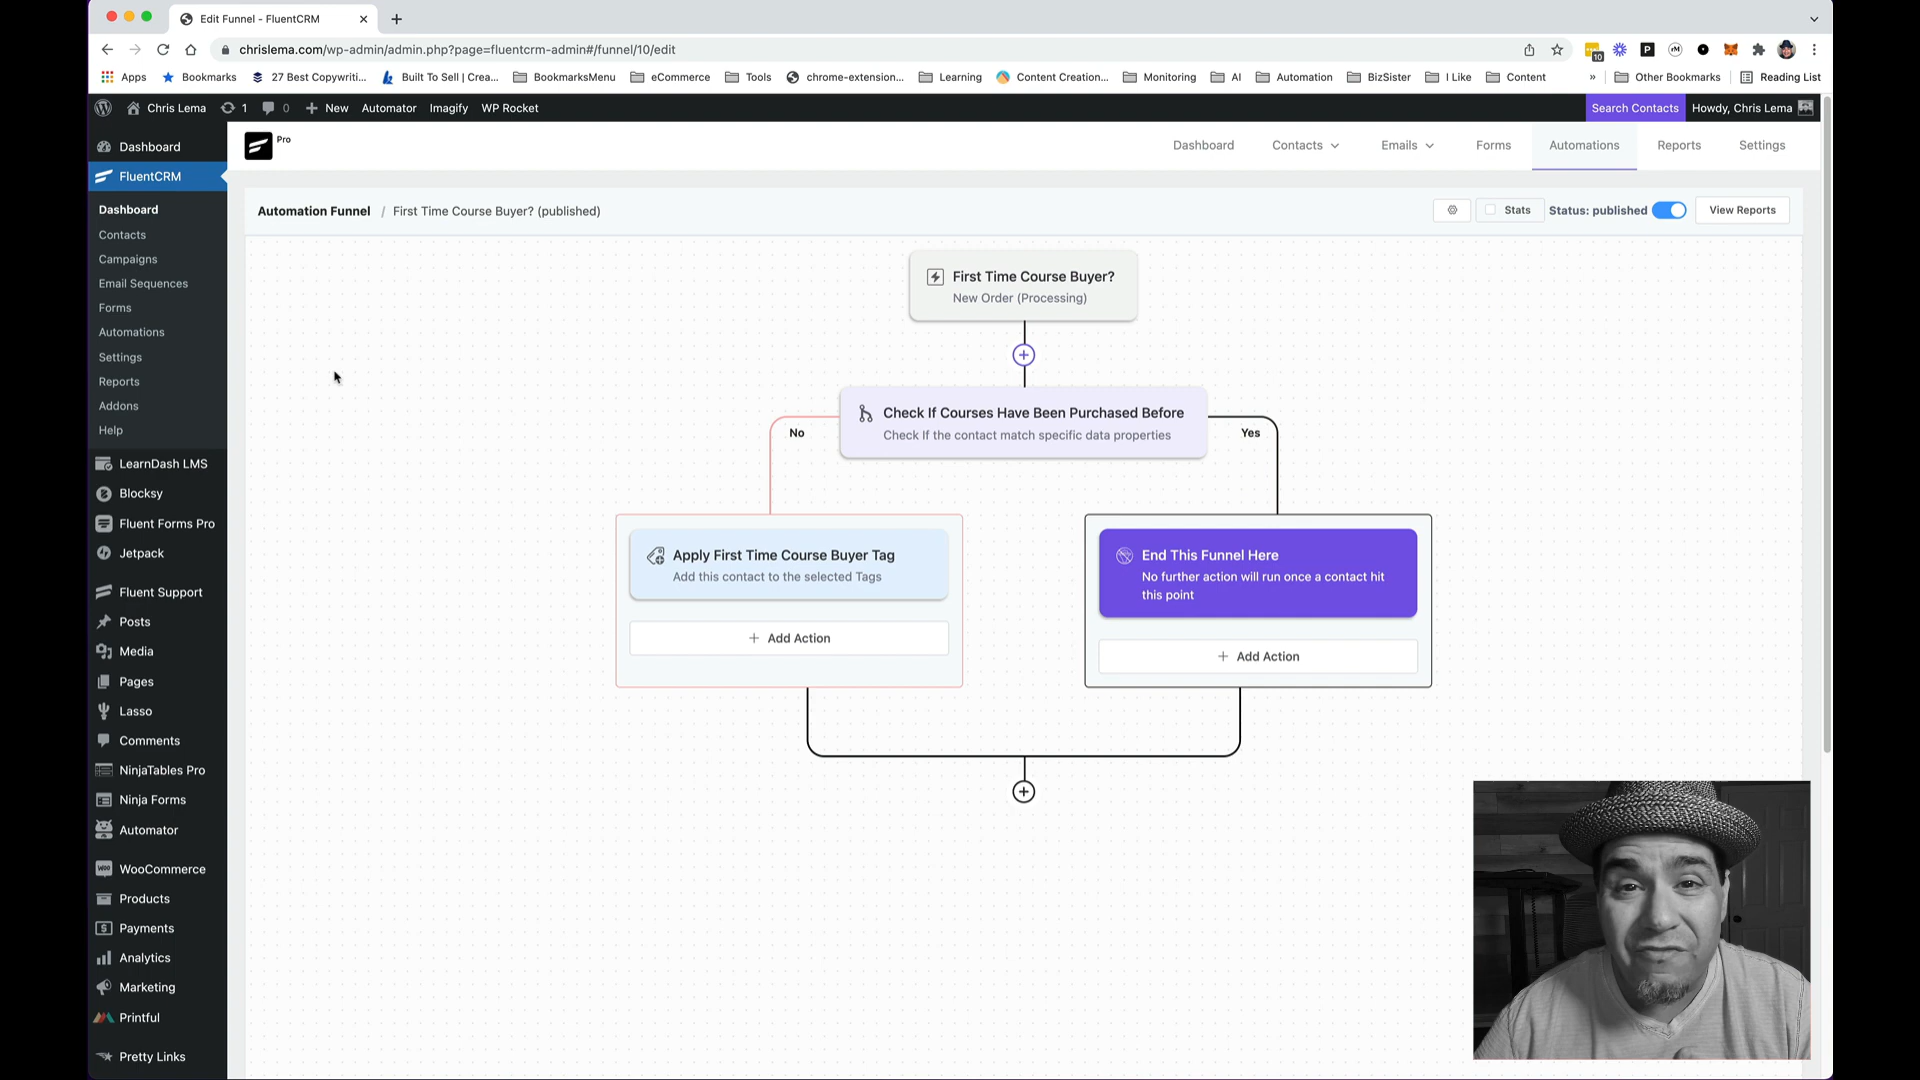 Edit Funnel - FluentCRM
chrislema.com/wp-admin/admin.php?page=fluentcrm-admin#/funnel/10/edit
10
P
Apps
Bookmarks
27 Best Copywriti...
Built To Sell | Crea...
BookmarksMenu
eCommerce
Tools
chrome-extension...
Learning
Content Creation...
Monitoring
AI
Automation
BizSister
I Like
Content
»
Other Bookmarks
Reading List
Chris Lema
1
0
New
Automator
Imagify
WP Rocket
Search Contacts
Howdy, Chris Lema
Dashboard
FluentCRM
Dashboard
Contacts
Campaigns
Email Sequences
Forms
Automations
Settings
Reports
Addons
Help
LearnDash LMS
Blocksy
Fluent Forms Pro
Jetpack
Fluent Support
Posts
Media
Pages
Lasso
Comments
NinjaTables Pro
Ninja Forms
Automator
WooCommerce
Products
Payments
Analytics
Marketing
Printful
Pretty Links
Pro
Dashboard
Contacts
Emails
Forms
Automations
Reports
Settings
Automation Funnel / First Time Course Buyer? (published)
Stats
Status: published
View Reports
First Time Course Buyer?
New Order (Processing)
Check If Courses Have Been Purchased Before
Check If the contact match specific data properties
No
Yes
Apply First Time Course Buyer Tag
Add this contact to the selected Tags
+ Add Action
End This Funnel Here
No further action will run once a contact hit
this point
+ Add Action